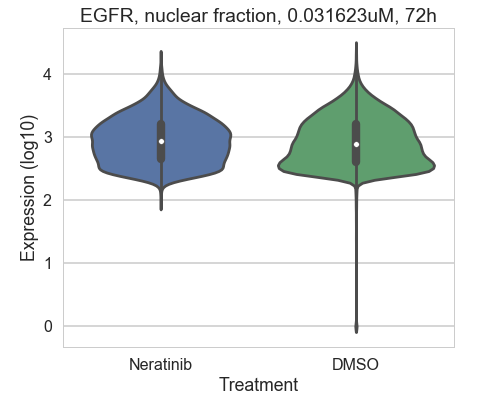 EGFR, nuclear fraction, 0.031623uM, 72h
Expression (log10)
4
3
2
1
0
Neratinib DMSO
Treatment